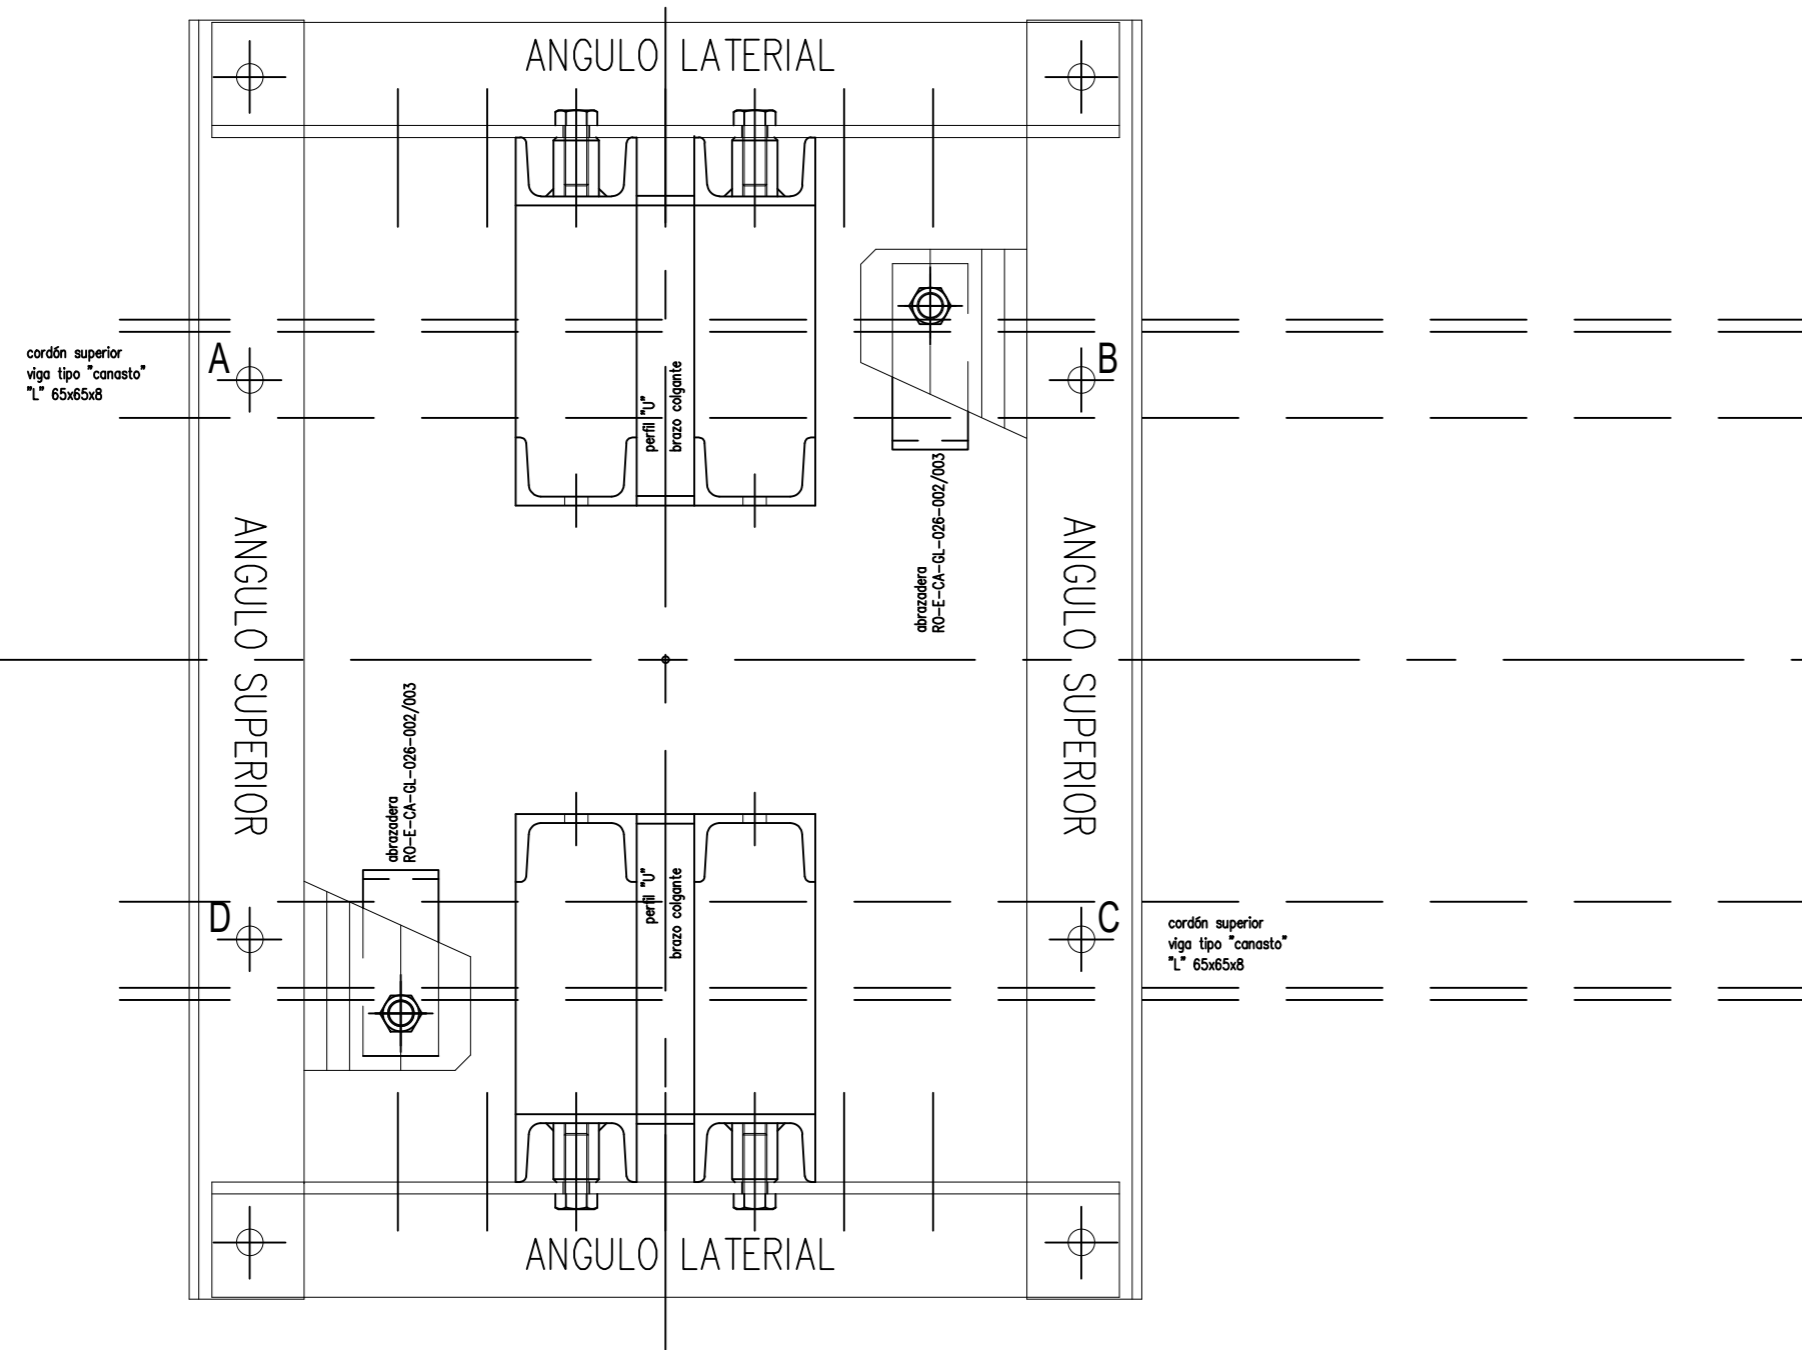 ANGULO LATERIAL
cordón superior
viga tipo "canasto"
"L" 65x65x8
A
B
perfil "U"
brazo colgante
abrazadera
RO-E-CA-GL-026-002/003
ANGULO SUPERIOR
ANGULO SUPERIOR
abrazadera
RO-E-CA-GL-026-002/003
perfil "U"
brazo colgante
D
C
cordón superior
viga tipo "canasto"
"L" 65x65x8
ANGULO LATERIAL